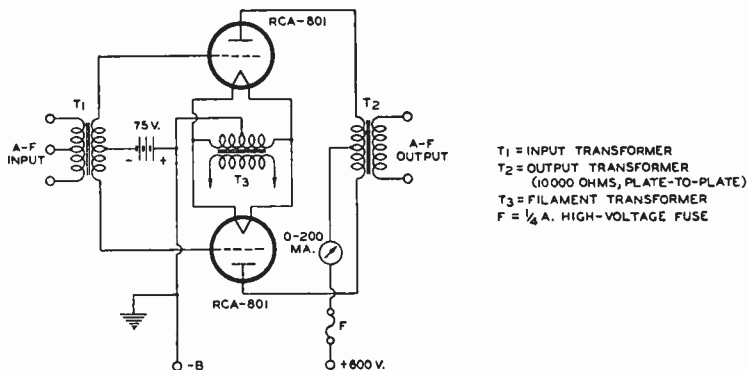 RCA-801
T1
75 V.
- +
A-F
INPUT
T3
T2
A-F
OUTPUT
0-200
MA.
RCA-801
F
-B
+600 V.
T1 = INPUT TRANSFORMER
T2 = OUTPUT TRANSFORMER
(10000 OHMS, PLATE-TO-PLATE)
T3 = FILAMENT TRANSFORMER
F = 1/4 A. HIGH-VOLTAGE FUSE